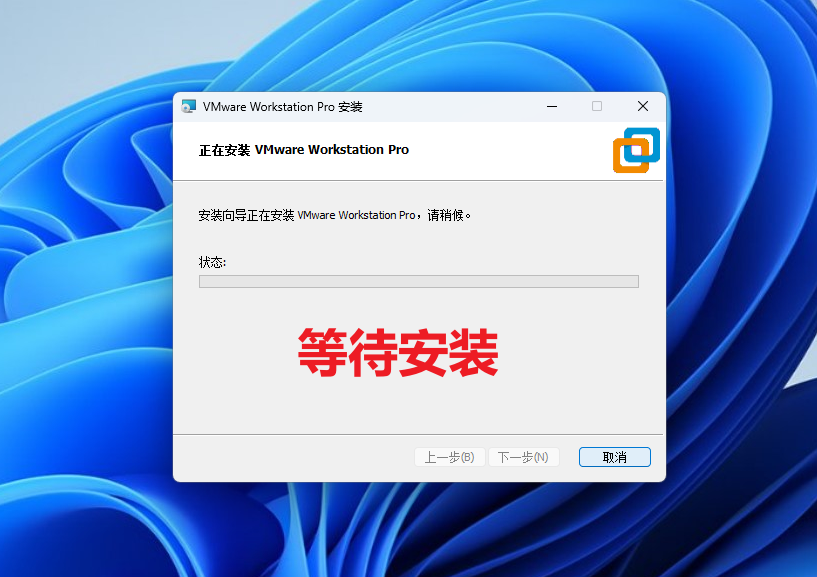 VMware Workstation Pro 安装
正在安装 VMware Workstation Pro
安装向导正在安装 VMware Workstation Pro，请稍候。
状态:
等待安装
上一步(B) 下一步(N) 取消